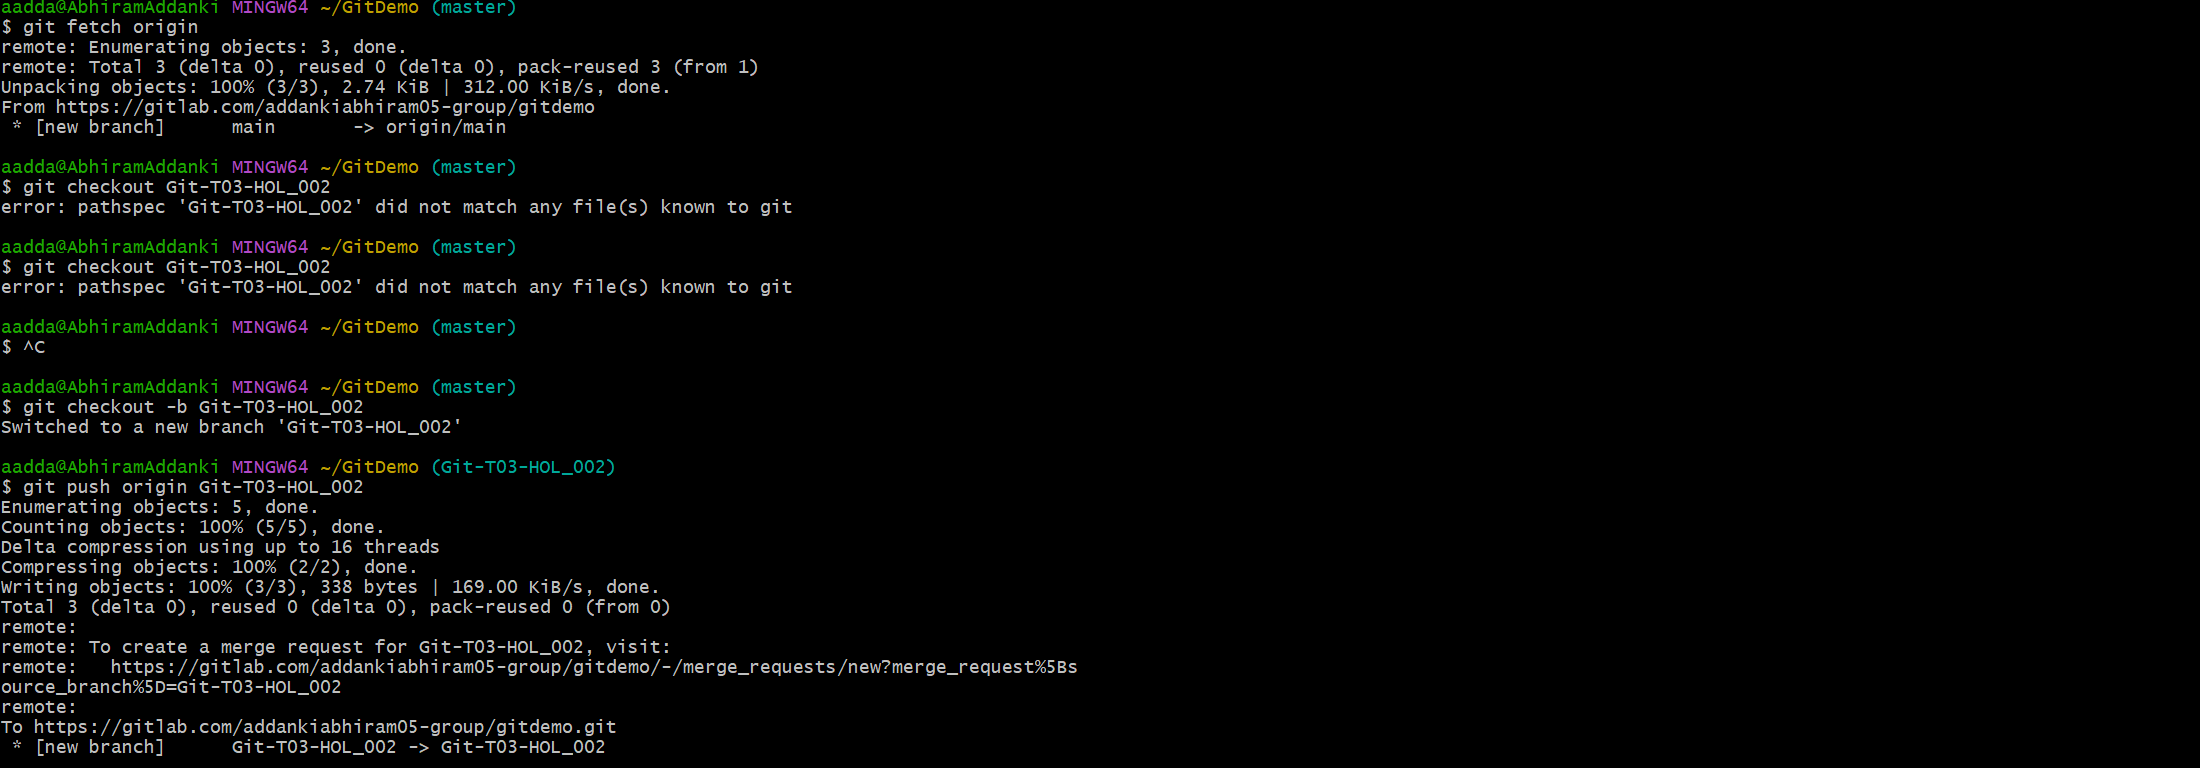 aadda@AbhiramAddanki MINGW64 ~/GitDemo (master)
$ git fetch origin
remote: Enumerating objects: 3, done.
remote: Total 3 (delta 0), reused 0 (delta 0), pack-reused 3 (from 1)
Unpacking objects: 100% (3/3), 2.74 KiB | 312.00 KiB/s, done.
From https://gitlab.com/addankiabhiram05-group/gitdemo
 * [new branch]      main       -> origin/main
aadda@AbhiramAddanki MINGW64 ~/GitDemo (master)
$ git checkout Git-T03-HOL_002
error: pathspec 'Git-T03-HOL_002' did not match any file(s) known to git
aadda@AbhiramAddanki MINGW64 ~/GitDemo (master)
$ git checkout Git-T03-HOL_002
error: pathspec 'Git-T03-HOL_002' did not match any file(s) known to git
aadda@AbhiramAddanki MINGW64 ~/GitDemo (master)
$ ^C
aadda@AbhiramAddanki MINGW64 ~/GitDemo (master)
$ git checkout -b Git-T03-HOL_002
Switched to a new branch 'Git-T03-HOL_002'
aadda@AbhiramAddanki MINGW64 ~/GitDemo (Git-T03-HOL_002)
$ git push origin Git-T03-HOL_002
Enumerating objects: 5, done.
Counting objects: 100% (5/5), done.
Delta compression using up to 16 threads
Compressing objects: 100% (2/2), done.
Writing objects: 100% (3/3), 338 bytes | 169.00 KiB/s, done.
Total 3 (delta 0), reused 0 (delta 0), pack-reused 0 (from 0)
remote:
remote: To create a merge request for Git-T03-HOL_002, visit:
remote:   https://gitlab.com/addankiabhiram05-group/gitdemo/-/merge_requests/new?merge_request%5Bs
ource_branch%5D=Git-T03-HOL_002
remote:
To https://gitlab.com/addankiabhiram05-group/gitdemo.git
 * [new branch]      Git-T03-HOL_002 -> Git-T03-HOL_002